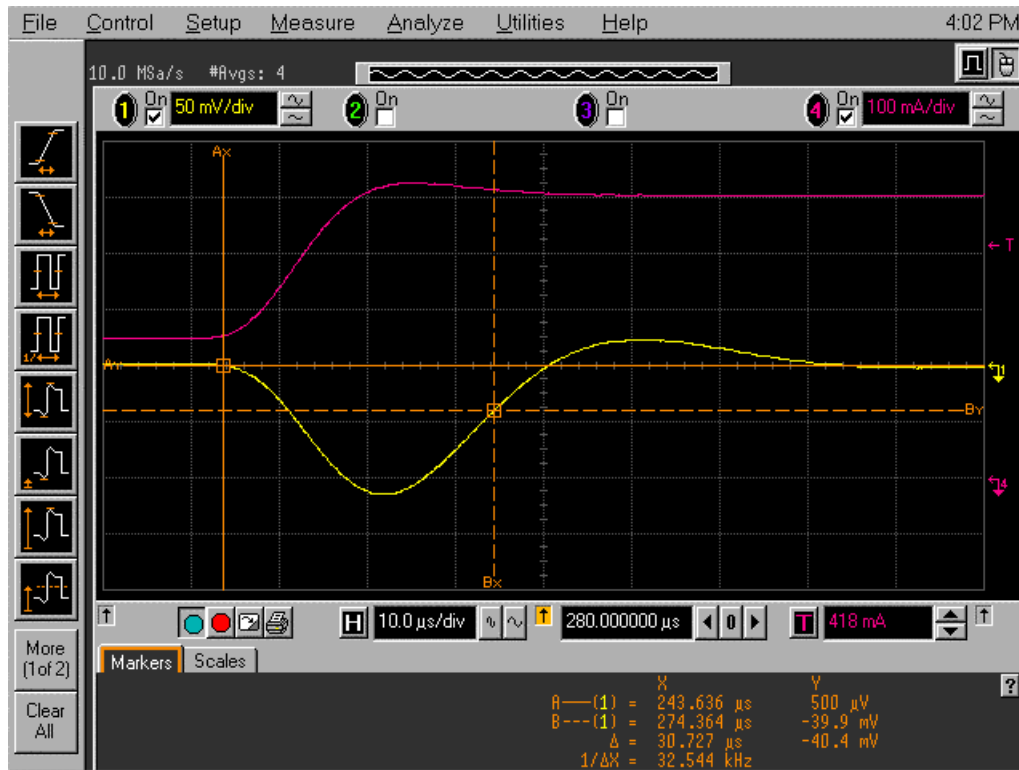 File Control Setup Measure Analyze Utilities Help 4:02 PM
10.0 MSa/s #Avgs: 4
1 On 50 mV/div 2 On 3 On 4 On 100 mA/div
Ax
T
Ay
1
By
4
Bx
1/
H 10.0 µs/div 280.000000 µs 0 T 418 mA
More
(1of 2)
Clear
All
Markers Scales
X Y
A——(1) = 243.636 µs 500 µV
B---(1) = 274.364 µs -39.9 mV
Δ = 30.727 µs -40.4 mV
1/ΔX = 32.544 kHz
?